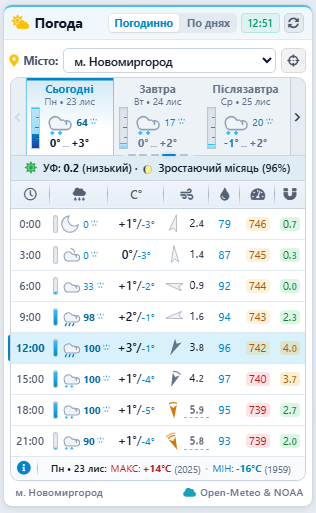 Погода Погодинно По днях 12:51
Місто: м. Новомиргород
Сьогодні Завтра Післязавтра
Пн • 23 лис Вт • 24 лис Ср • 25 лис
64 17 20
0° ... +3° 0° ... +2° -1° ... +2°
УФ: 0.2 (низький) · Зростаючий місяць (96%)
C°
0:00 0 +1°/-3° 2.4 79 746 0.7
3:00 0 0°/-3° 1.4 87 745 0.3
6:00 33 +1°/-2° 0.9 92 744 0.0
9:00 98 +2°/-1° 1.6 94 743 2.3
12:00 100 +3°/-1° 3.8 96 742 4.0
15:00 100 +1°/-4° 4.2 97 740 3.7
18:00 100 +1°/-5° 5.9 95 739 2.7
21:00 90 +1°/-4° 5.8 93 739 2.0
Пн • 23 лис: МАКС: +14°C (2025) · МІН: -16°C (1959)
м. Новомиргород Open-Meteo & NOAA